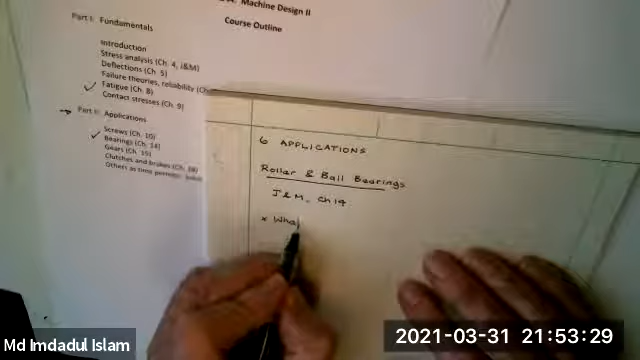 Machine Design II
Course Outline
Part I: Fundamentals
Introduction
Stress analysis (Ch. 4, J&M)
Deflections (Ch. 5)
Failure theories, reliability (Ch
Fatigue (Ch. 8)
Contact stresses (Ch. 9)
Part II: Applications
Screws (Ch. 10)
Bearings (Ch. 14)
Gears (Ch. 15)
Clutches and brakes (Ch. 18)
Others as time permits:
6 APPLICATIONS
Roller & Ball Bearings
J&M, Ch 14
* Wha
Md Imdadul Islam
2021-03-31 21:53:29